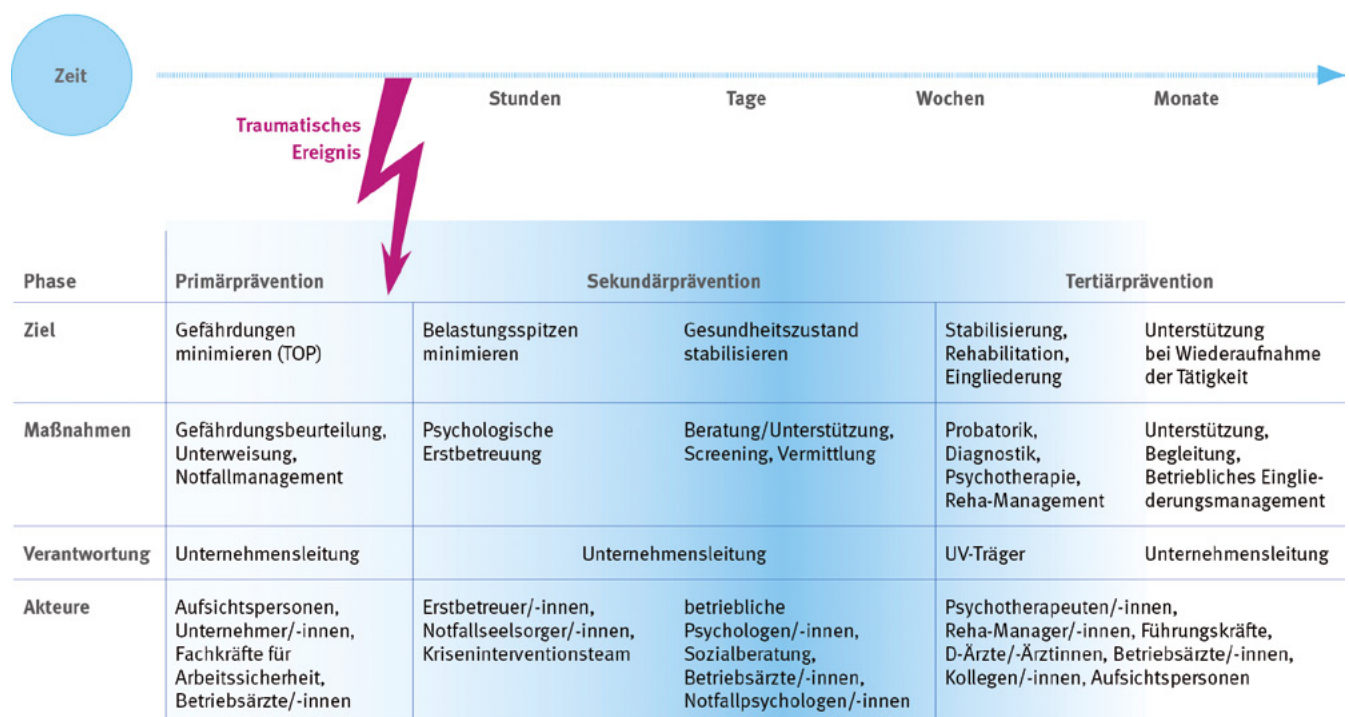 Zeit
Stunden
Tage
Wochen
Monate
Traumatisches
Ereignis
Phase
Primärprävention
Sekundärprävention
Tertiärprävention
Ziel
Gefährdungen
minimieren (TOP)
Belastungsspitzen
minimieren
Gesundheitszustand
stabilisieren
Stabilisierung,
Rehabilitation,
Eingliederung
Unterstützung
bei Wiederaufnahme
der Tätigkeit
Maßnahmen
Gefährdungsbeurteilung,
Unterweisung,
Notfallmanagement
Psychologische
Erstbetreuung
Beratung/Unterstützung,
Screening, Vermittlung
Probatorik,
Diagnostik,
Psychotherapie,
Reha-Management
Unterstützung,
Begleitung,
Betriebliches Einglie-
derungsmanagement
Verantwortung
Unternehmensleitung
Unternehmensleitung
UV-Träger
Unternehmensleitung
Akteure
Aufsichtspersonen,
Unternehmer/-innen,
Fachkräfte für
Arbeitssicherheit,
Betriebsärzte/-innen
Erstbetreuer/-innen,
Notfallseelsorger/-innen,
Kriseninterventionsteam
betriebliche
Psychologen/-innen,
Sozialberatung,
Betriebsärzte/-innen,
Notfallpsychologen/-innen
Psychotherapeuten/-innen,
Reha-Manager/-innen, Führungskräfte,
D-Ärzte/-Ärztinnen, Betriebsärzte/-innen,
Kollegen/-innen, Aufsichtspersonen